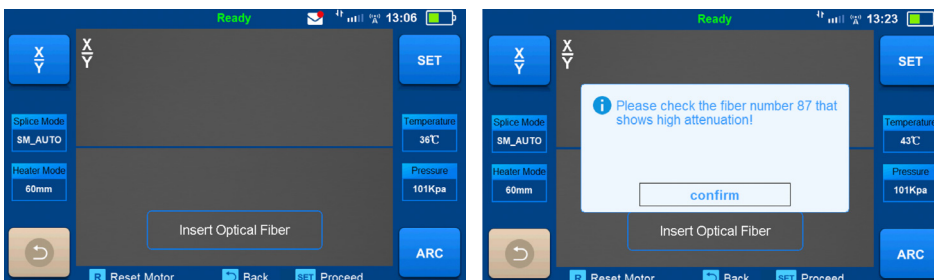 Ready
13:06
X
Y
X
Y
SET
Splice Mode
SM_AUTO
Temperature
36℃
Heater Mode
60mm
Pressure
101Kpa
Insert Optical Fiber
ARC
R Reset Motor
Back
SET Proceed
Ready
13:23
X
Y
X
Y
SET
Please check the fiber number 87 that
shows high attenuation!
Splice Mode
SM_AUTO
Temperature
43℃
Heater Mode
60mm
Pressure
101Kpa
confirm
Insert Optical Fiber
ARC
R Reset Motor
Back
SET Proceed